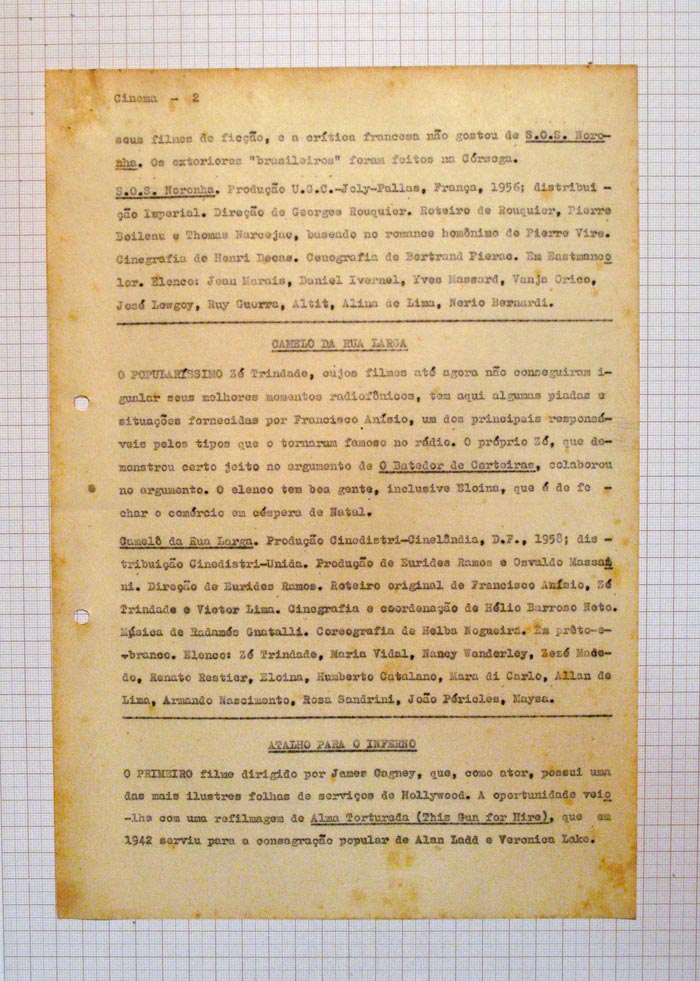 Cinema - 2
seus filmes de ficção, e a crítica francesa não gostou de S.O.S. Noro-
nha. Os exteriores "brasileiros" foram feitos na Córsega.
S.O.S. Noronha. Produção U.G.C.-Joly-Pallas, França, 1956; distribui -
ção Imperial. Direção de Georges Rouquier. Roteiro de Rouquier, Pierre
Boileau e Thomas Narcejac, baseado no romance homônimo de Pierre Vire.
Cinegrafia de Henri Decas. Cenografia de Bertrand Pierac. Em Eastmanco
lor. Elenco: Jean Marais, Daniel Ivernel, Yves Massard, Vanja Orico,
José Lewgoy, Ruy Guerra, Altit, Alina de Lima, Nerio Bernardi.
CAMELO DA RUA LARGA
O POPULARÍSSIMO Zé Trindade, cujos filmes até agora não conseguiram i-
gualar seus melhores momentos radiofônicos, tem aqui algumas piadas e
situações fornecidas por Francisco Anísio, um dos principais responsá-
veis pelos tipos que o tornaram famoso no rádio. O próprio Zé, que de-
monstrou certo jeito no argumento de O Batedor de Carteiras, colaborou
no argumento. O elenco tem boa gente, inclusive Eloina, que é de fe -
char o comércio em céspera de Natal.
Camelô da Rua Larga. Produção Cinedistri-Cinelândia, D.F., 1958; dis -
tribuição Cinedistri-Unida. Produção de Eurides Ramos e Osvaldo Massai
ni. Direção de Eurides Ramos. Roteiro original de Francisco Anísio, Zé
Trindade e Victor Lima. Cinegrafia e coordenação de Hélio Barroso Neto.
Música de Radamés Gnatalli. Coreografia de Helba Nogueira. Em prêto-e-
-branco. Elenco: Zé Trindade, Maria Vidal, Nancy Wanderley, Zezé Mace-
do, Renato Restier, Eloina, Humberto Catalano, Mara di Carlo, Allan de
Lima, Armando Nascimento, Rosa Sandrini, João Péricles, Maysa.
ATALHO PARA O INFERNO
O PRIMEIRO filme dirigido por James Cagney, que, como ator, possui uma
das mais ilustres folhas de serviços de Hollywood. A oportunidade veio
-lhe com uma refilmagem de Alma Torturada (This Gun for Hire), que em
1942 serviu para a consagração popular de Alan Ladd e Veronica Lake.